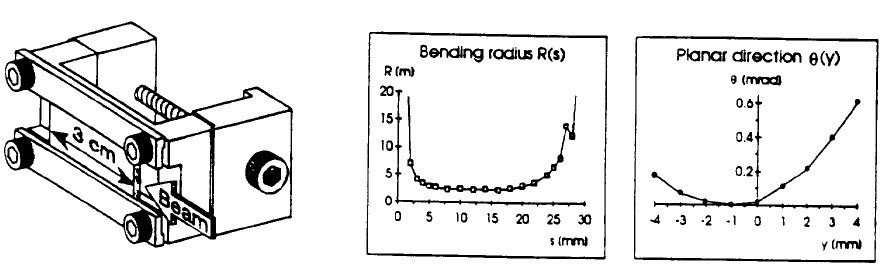 3 cm
Beam
Bending radius R(s)
R (m)
20
15
10
5
0
0 5 10 15 20 25 30
s (mm)
Planar direction θ(y)
θ (mrad)
0.6
0.4
0.2
-4 -3 -2 -1 0 1 2 3 4
y (mm)